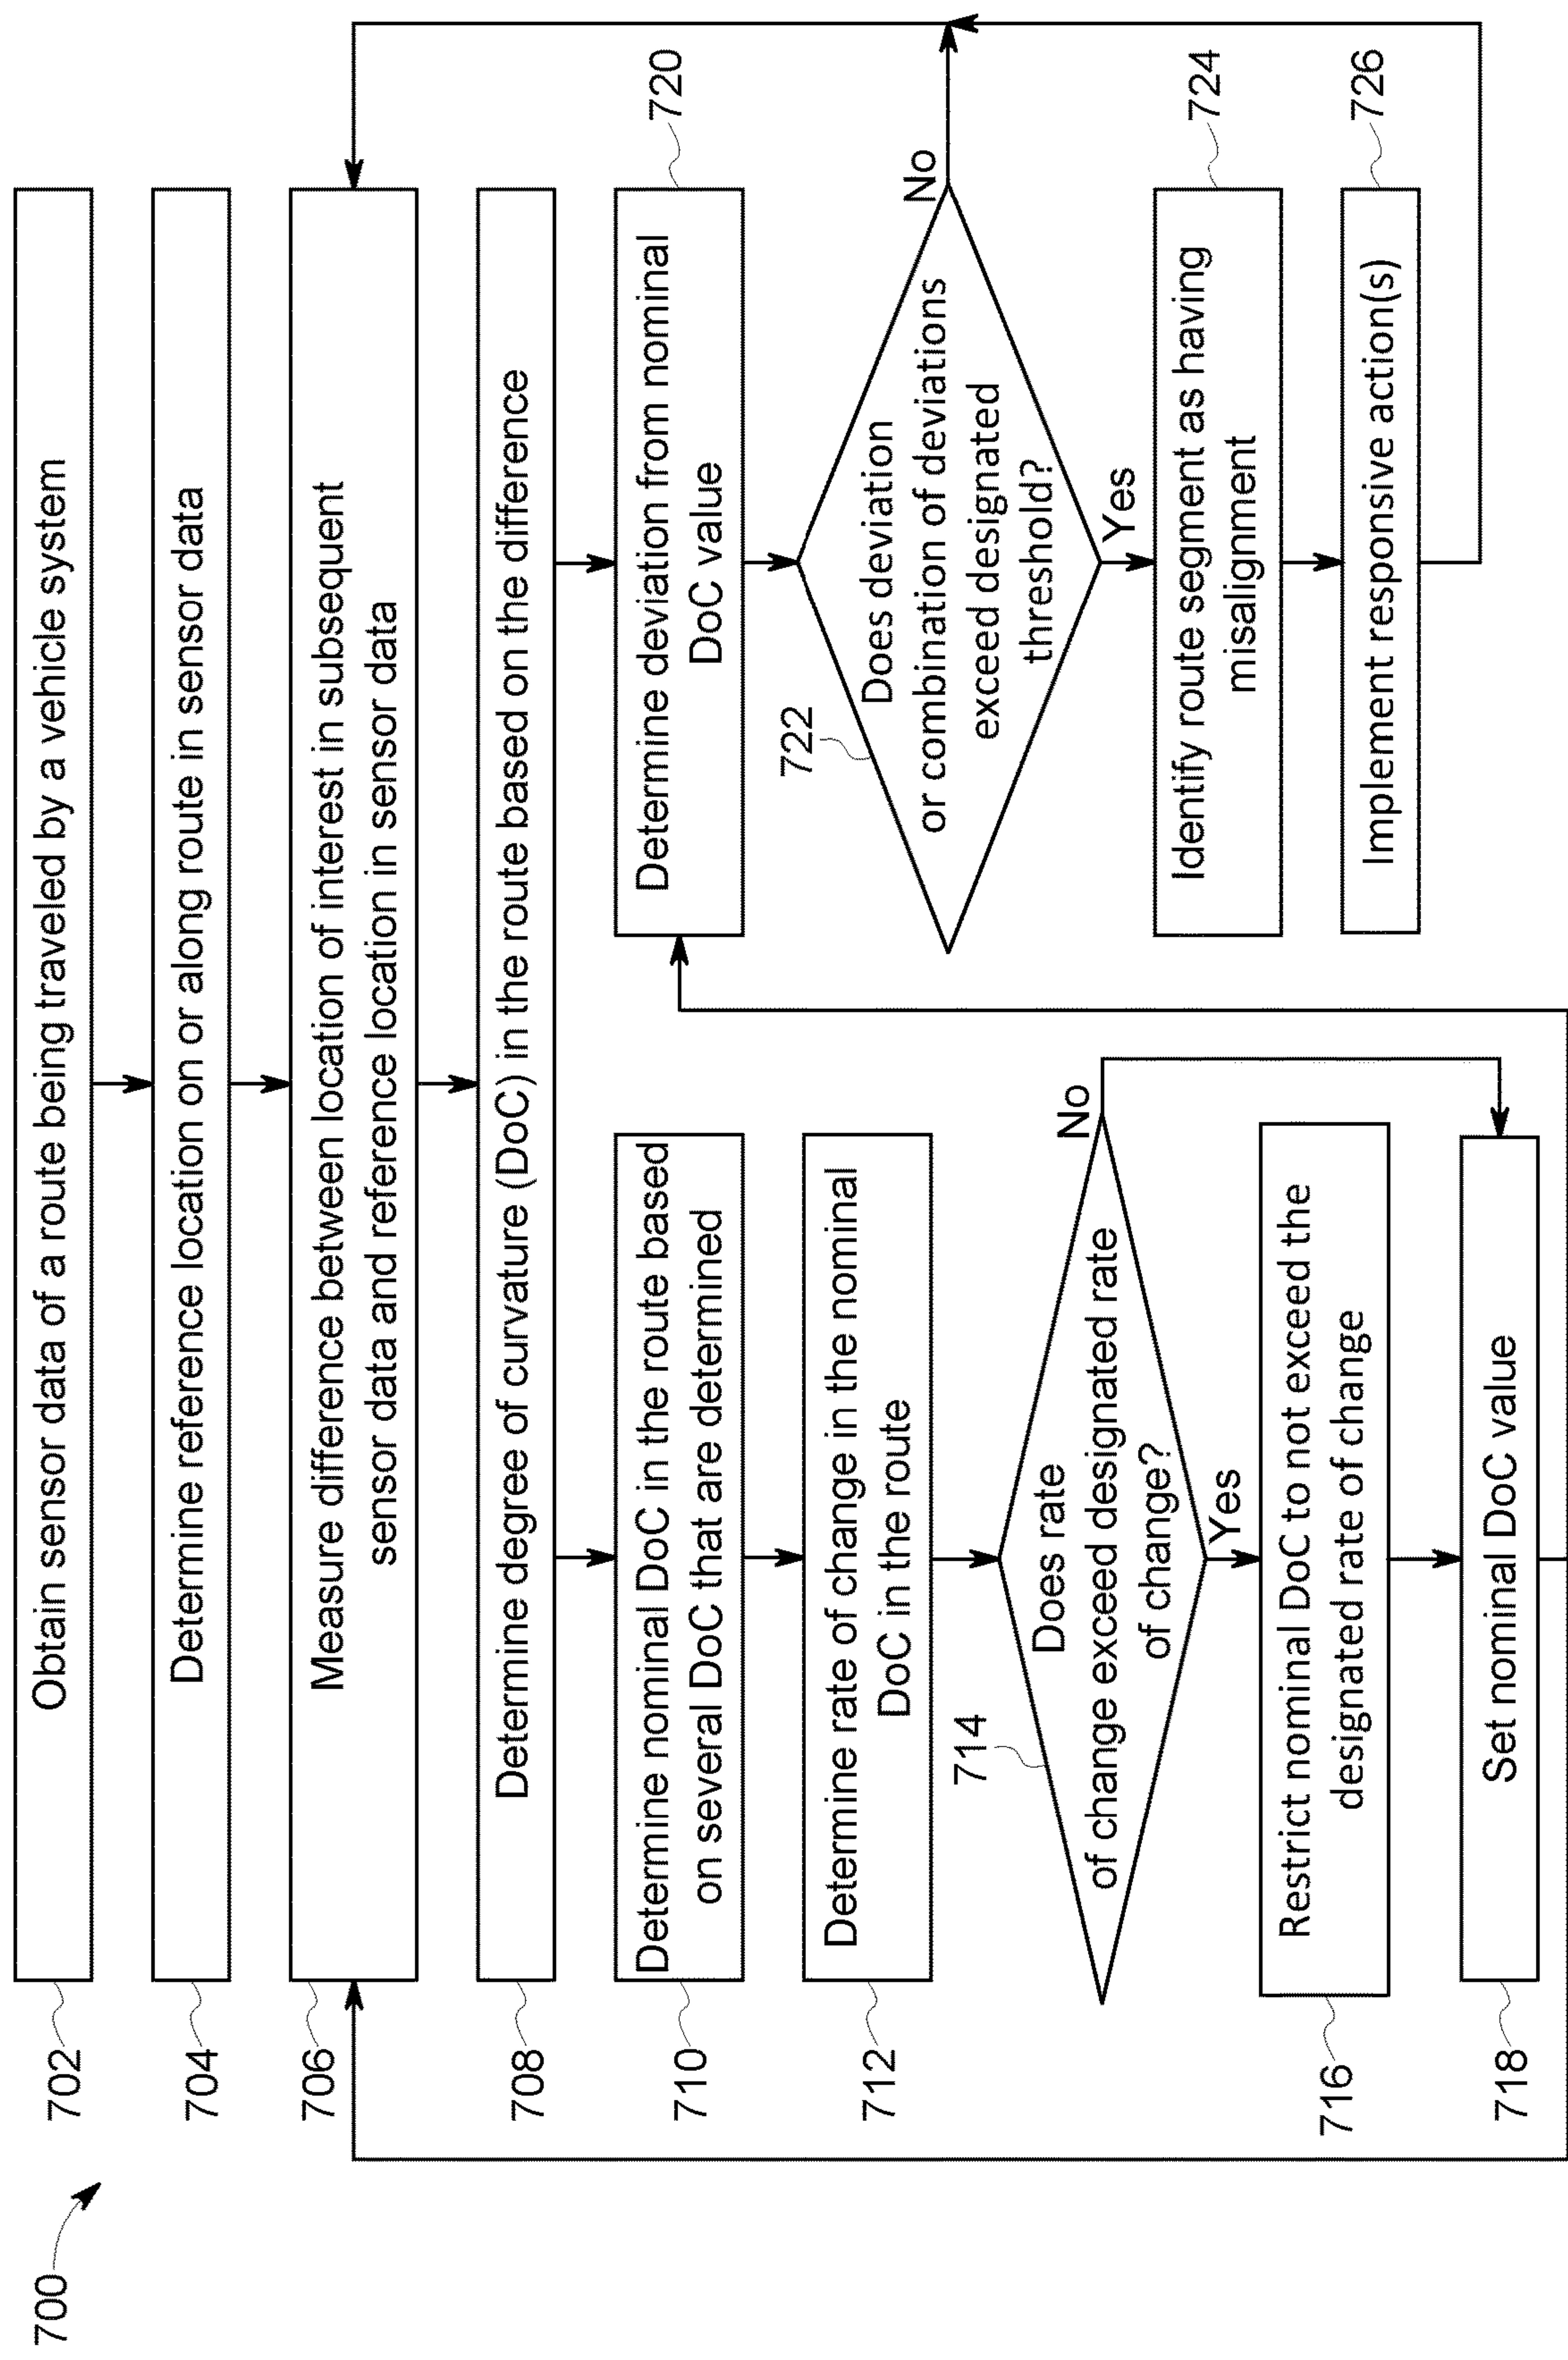 700
702
Obtain sensor data of a route being traveled by a vehicle system
704
Determine reference location on or along route in sensor data
706
Measure difference between location of interest in subsequent
sensor data and reference location in sensor data
708
Determine degree of curvature (DoC) in the route based on the difference
710
Determine nominal DoC in the route based
on several DoC that are determined
712
Determine rate of change in the nominal
DoC in the route
714
Does rate
of change exceed designated rate
of change?
No
Yes
716
Restrict nominal DoC to not exceed the
designated rate of change
718
Set nominal DoC value
720
Determine deviation from nominal
DoC value
722
Does deviation
or combination of deviations
exceed designated
threshold?
No
Yes
724
Identify route segment as having
misalignment
726
Implement responsive action(s)